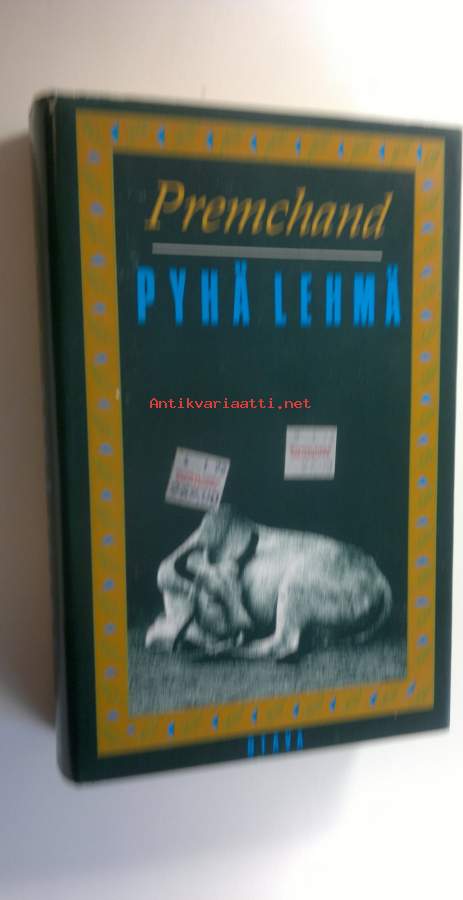 Premchand
PYHÄ LEHMÄ
Antikvariaatti.net
OTAVA